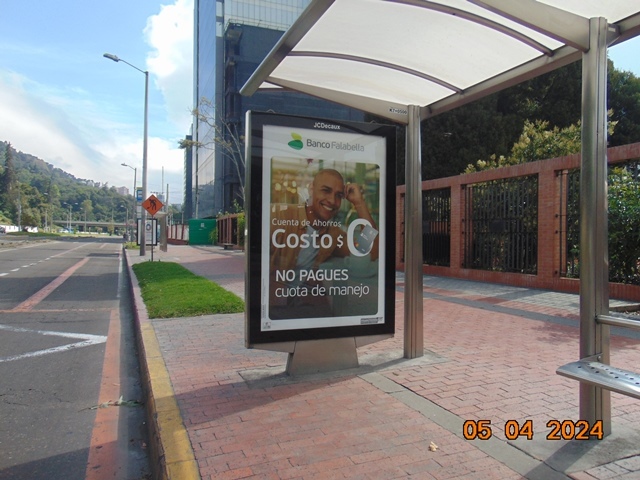 JCDecaux
Banco Falabella
Cuenta de Ahorros
Costo $ 0
NO PAGUES
cuota de manejo
05 04 2024